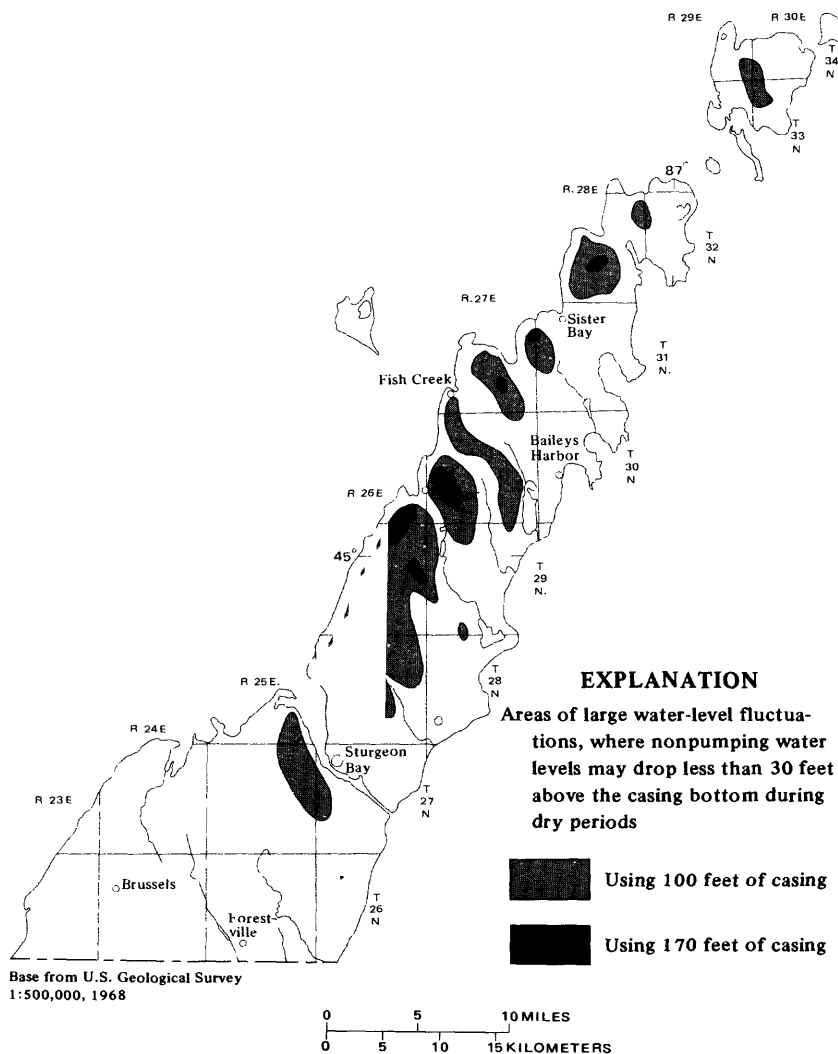 R 29E R 30E
T
34
N
T
33
N
87°
R. 28E
T
32
N
R. 27E
Sister
Bay
T
31
N.
Fish Creek
Baileys
Harbor
T
30
N
R 26E
45°
T
29
N.
R 25E.
T
28
N
R 24E
Sturgeon
Bay
R 23E
T
27
N
Brussels
T
26
N
Forest-
ville
EXPLANATION
Areas of large water-level fluctua-
tions, where nonpumping water
levels may drop less than 30 feet
above the casing bottom during
dry periods
Using 100 feet of casing
Using 170 feet of casing
Base from U.S. Geological Survey
1:500,000, 1968
0 5 10 MILES
0 5 10 15 KILOMETERS